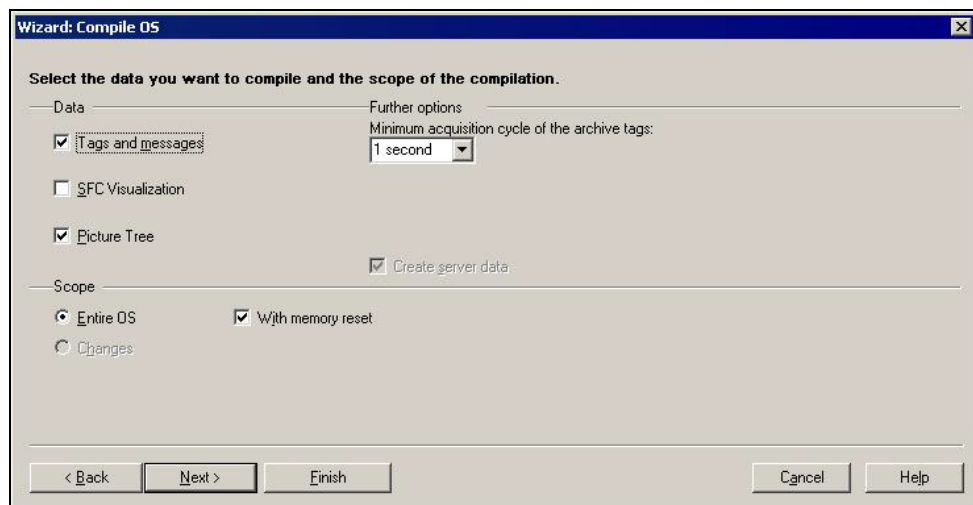 Wizard: Compile OS
Select the data you want to compile and the scope of the compilation.
Data
Further options
Minimum acquisition cycle of the archive tags:
Tags and messages
1 second
SFC Visualization
Picture Tree
Create server data
Scope
Entire OS
With memory reset
Changes
< Back
Next >
Finish
Cancel
Help